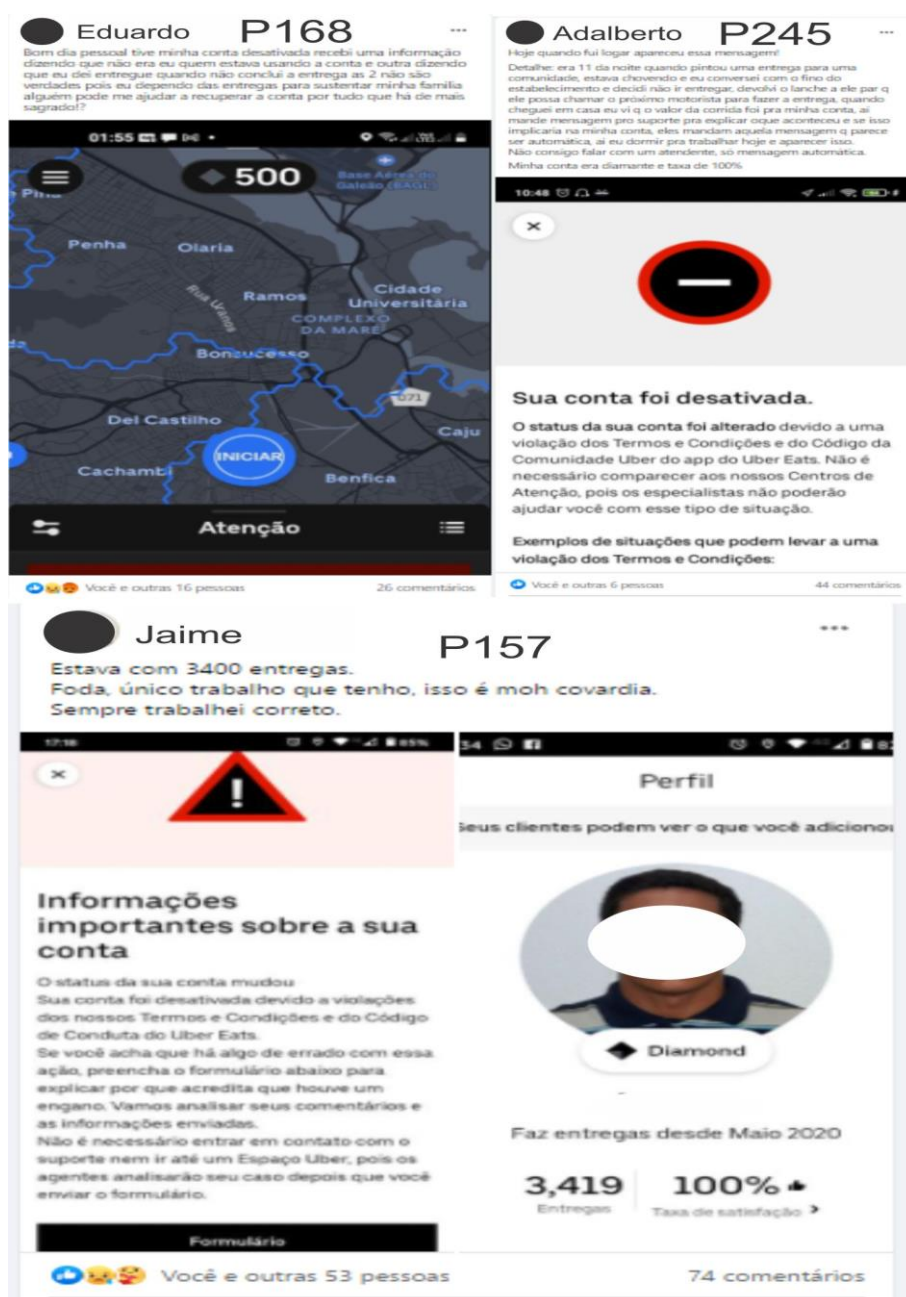 Eduardo P168
Bom dia pessoal tive minha conta desativada recebi uma informação
dizendo que não era eu quem estava usando a conta e outra dizendo
que eu dei entregue quando não conclui a entrega as 2 não são
verdades pois eu dependo das entregas para sustentar minha familia
alguém pode me ajudar a recuperar a conta por tudo que há de mais
sagrado!?
01:55
500
Base Aérea do
Galeão (BAGL)
Penha
Olaria
Rua Uranos
Ramos
Cidade
Universitária
COMPLEXO
DA MARÉ
Bonsucesso
071
Del Castilho
Caju
INICIAR
Cachambi
Benfica
Atenção
Você e outras 16 pessoas
26 comentários
Adalberto P245
Hoje quando fui logar apareceu essa mensagem!
Detalhe: era 11 da noite quando pintou uma entrega para uma
comunidade, estava chovendo e eu conversei com o fino do
estabelecimento e decidi não ir entregar, devolvi o lanche a ele par q
ele possa chamar o próximo motorista para fazer a entrega, quando
cheguei em casa eu vi q o valor da corrida foi pra minha conta, ai
mande mensagem pro suporte pra explicar oque aconteceu e se isso
implicaria na minha conta, eles mandam aquela mensagem q parece
ser automática, ai eu dormir pra trabalhar hoje e aparecer isso.
Não consigo falar com um atendente, só mensagem automática.
Minha conta era diamante e taxa de 100%
10:48
Sua conta foi desativada.
O status da sua conta foi alterado devido a uma
violação dos Termos e Condições e do Código da
Comunidade Uber do app do Uber Eats. Não é
necessário comparecer aos nossos Centros de
Atenção, pois os especialistas não poderão
ajudar você com esse tipo de situação.
Exemplos de situações que podem levar a uma
violação dos Termos e Condições:
Você e outras 6 pessoas
44 comentários
Jaime P157
Estava com 3400 entregas.
Foda, único trabalho que tenho, isso é moh covardia.
Sempre trabalhei correto.
17:18
85%
Informações
importantes sobre a sua
conta
O status da sua conta mudou
Sua conta foi desativada devido a violações
dos nossos Termos e Condições e do Código
de Conduta do Uber Eats.
Se você acha que há algo de errado com essa
ação, preencha o formulário abaixo para
explicar por que acredita que houve um
engano. Vamos analisar seus comentários e
as informações enviadas.
Não é necessário entrar em contato com o
suporte nem ir até um Espaço Uber, pois os
agentes analisarão seu caso depois que você
enviar o formulário.
Formulário
34
Perfil
Seus clientes podem ver o que você adicionou
Diamond
Faz entregas desde Maio 2020
3,419 100%
Entregas Taxa de satisfação
Você e outras 53 pessoas
74 comentários